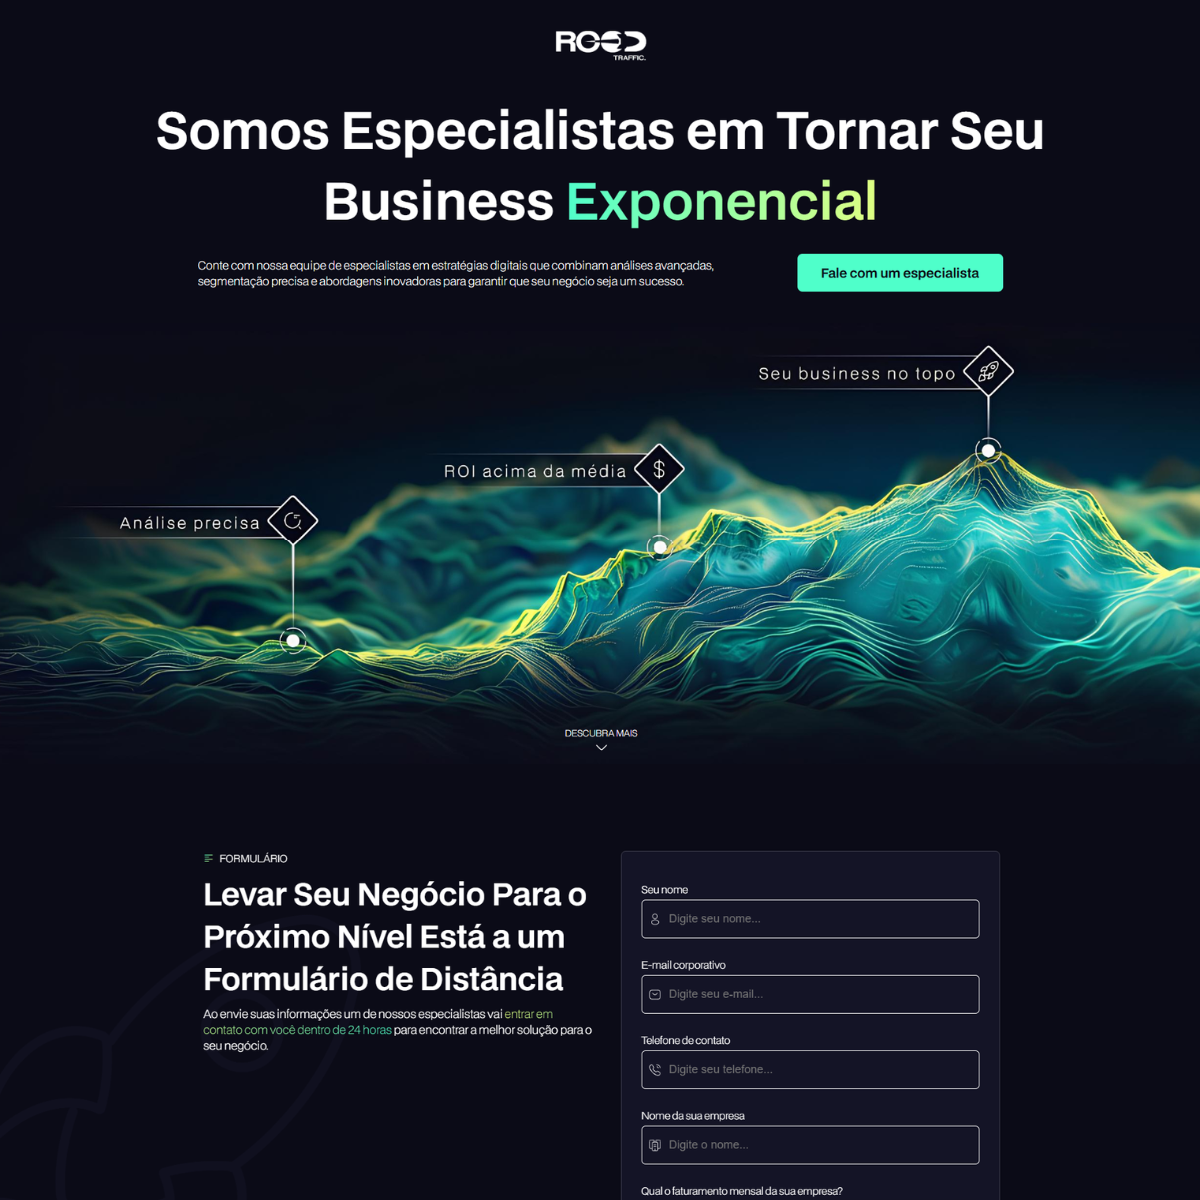 ROOD
TRAFFIC.
Somos Especialistas em Tornar Seu
Business Exponencial
Conte com nossa equipe de especialistas em estratégias digitais que combinam análises avançadas,
segmentação precisa e abordagens inovadoras para garantir que seu negócio seja um sucesso.
Fale com um especialista
Seu business no topo
ROI acima da média
$
Análise precisa
DESCUBRA MAIS
FORMULÁRIO
Levar Seu Negócio Para o
Próximo Nível Está a um
Formulário de Distância
Ao envie suas informações um de nossos especialistas vai entrar em
contato com você dentro de 24 horas para encontrar a melhor solução para o
seu negócio.
Seu nome
Digite seu nome...
E-mail corporativo
Digite seu e-mail...
Telefone de contato
Digite seu telefone...
Nome da sua empresa
Digite o nome...
Qual o faturamento mensal da sua empresa?